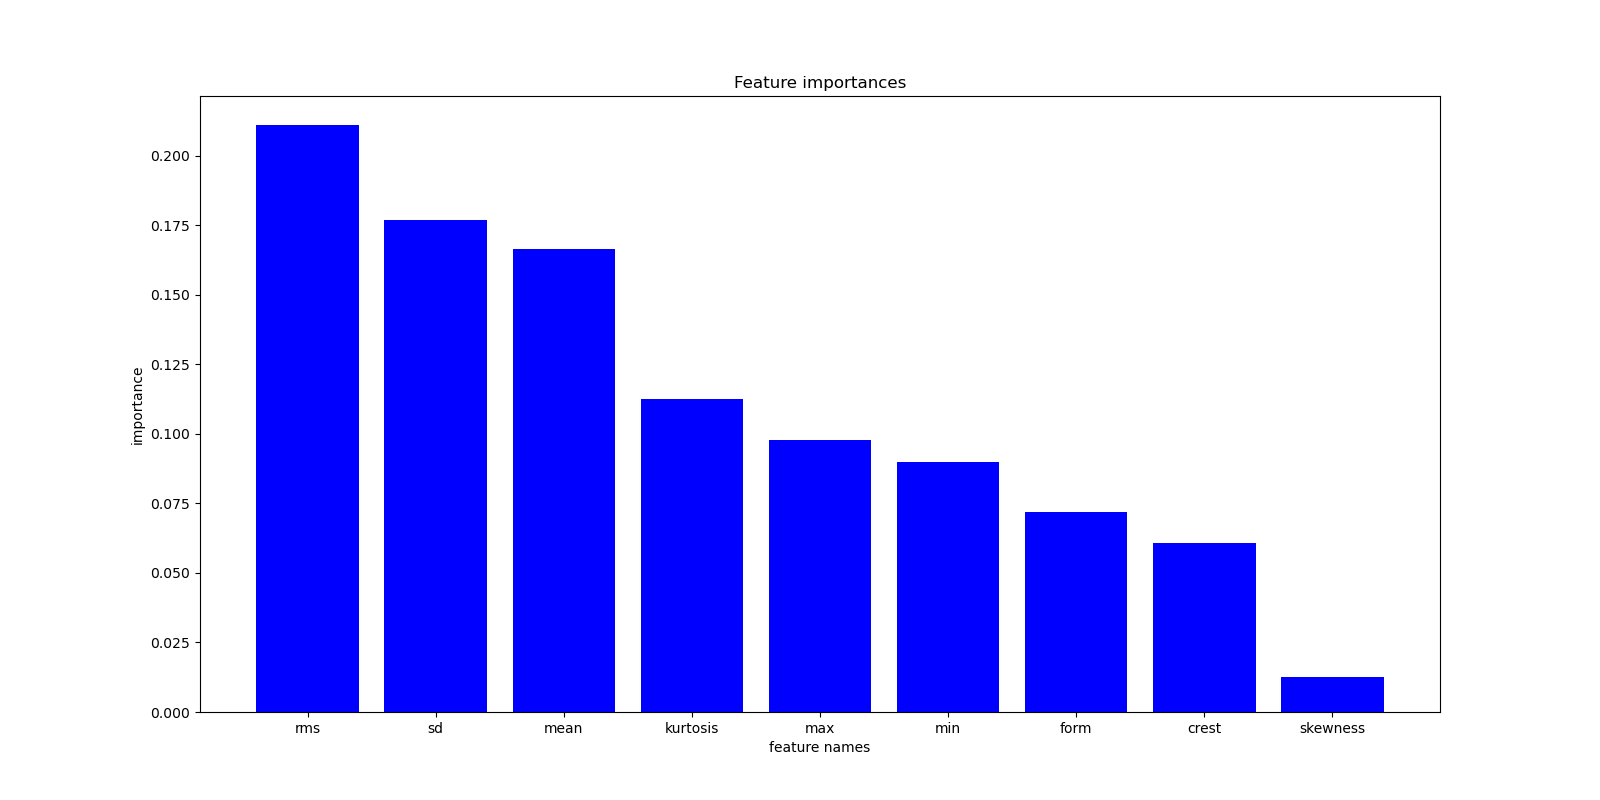 Feature importances
importance
0.200
0.175
0.150
0.125
0.100
0.075
0.050
0.025
0.000
rms sd mean kurtosis max min form crest skewness
feature names